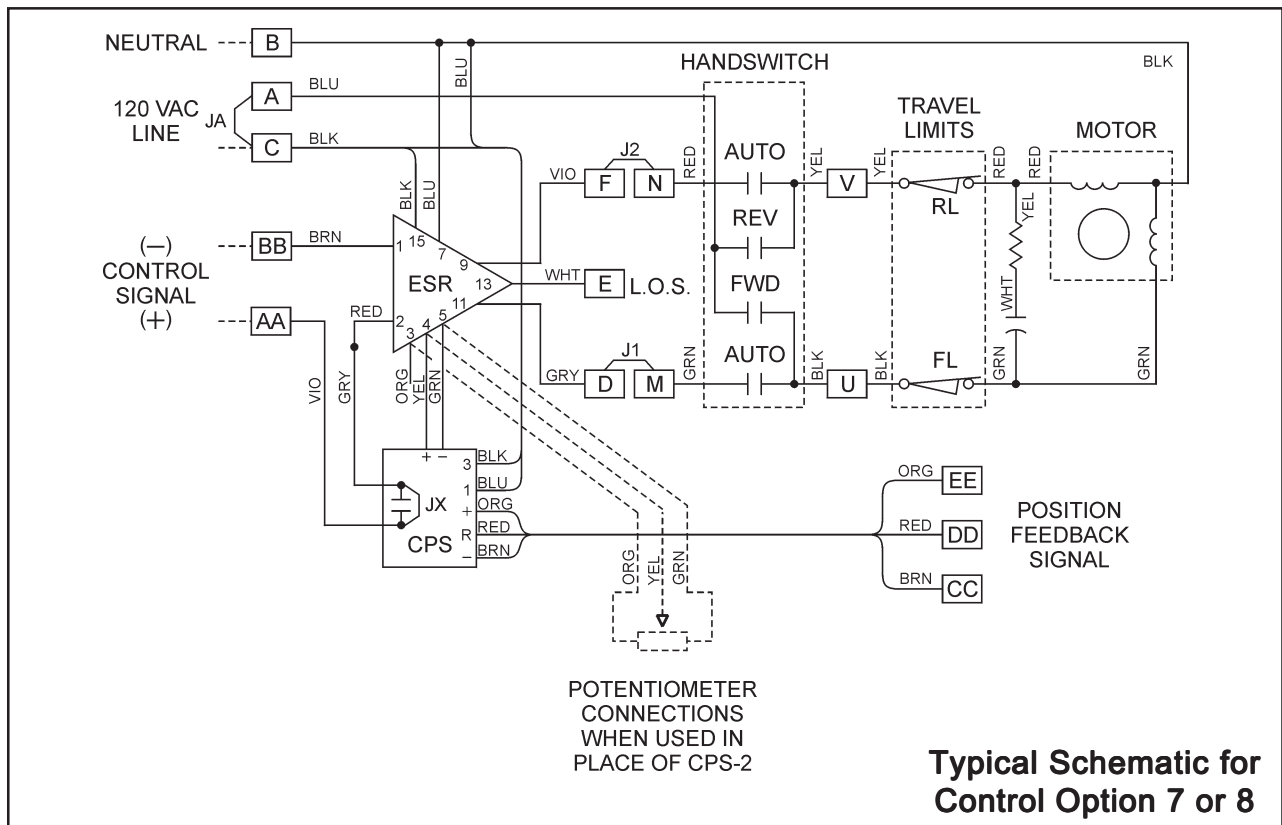 NEUTRAL
B
BLU
BLK
HANDSWITCH
A
BLU
120 VAC
LINE
JA
C
BLK
TRAVEL
LIMITS
MOTOR
BLK
BLU
VIO
J2
F
N
RED
AUTO
YEL
V
YEL
RED
RED
RL
YEL
REV
(—)
CONTROL
SIGNAL
(+)
BB
BRN
1
15
7
9
ESR
13
11
2
3
4
5
WHT
E
L.O.S.
FWD
WHT
AA
RED
J1
GRY
D
M
GRN
AUTO
BLK
U
BLK
FL
GRN
GRN
VIO
GRY
ORG
YEL
GRN
+ −
3
BLK
1
BLU
JX
+
ORG
R
RED
CPS
−
BRN
ORG
EE
RED
DD
BRN
CC
POSITION
FEEDBACK
SIGNAL
ORG
YEL
GRN
POTENTIOMETER
CONNECTIONS
WHEN USED IN
PLACE OF CPS-2
Typical Schematic for
Control Option 7 or 8